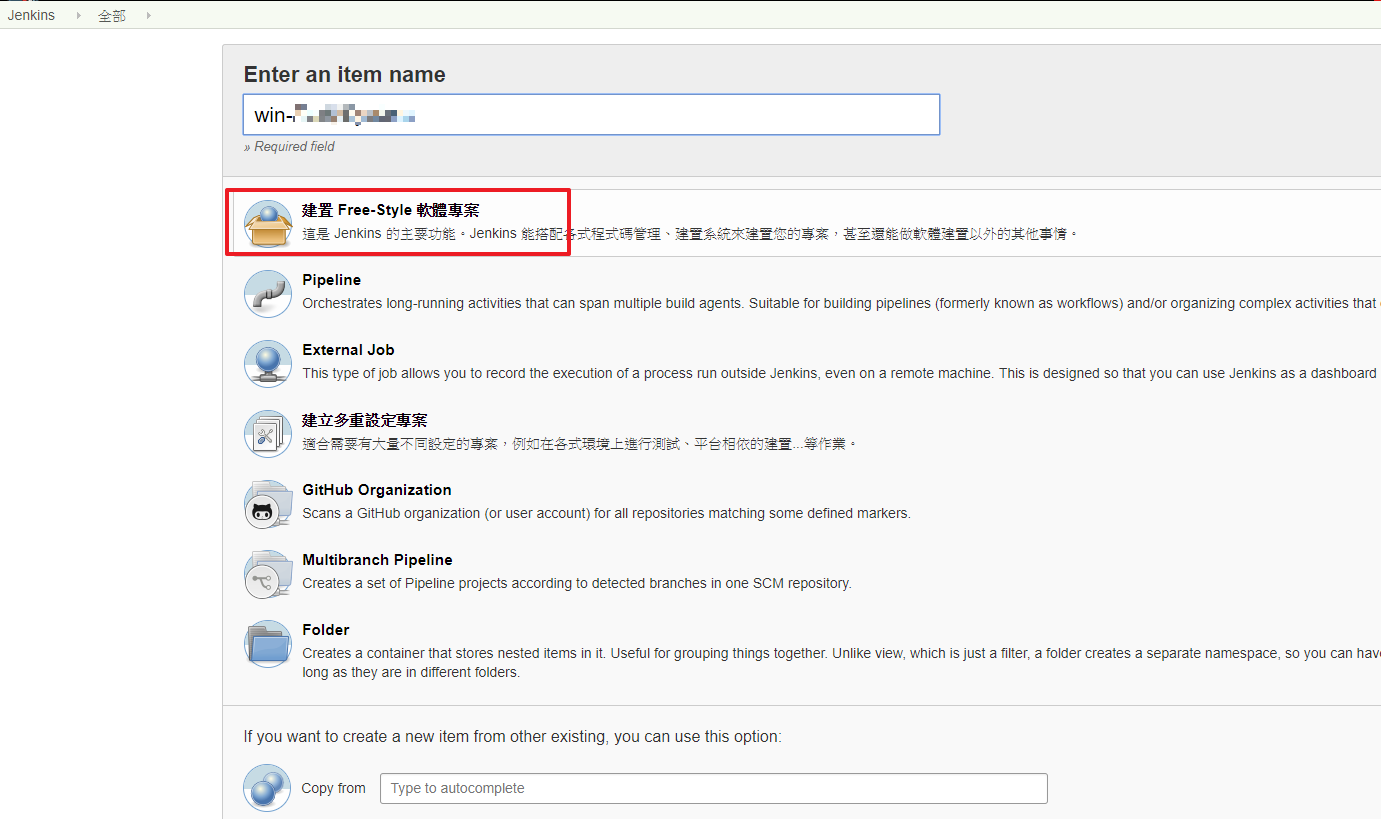 Jenkins 全部
Enter an item name
win-
» Required field
建置 Free-Style 軟體專案
這是 Jenkins 的主要功能。Jenkins 能搭配各式程式碼管理、建置系統來建置您的專案，甚至還能做軟體建置以外的其他事情。
Pipeline
Orchestrates long-running activities that can span multiple build agents. Suitable for building pipelines (formerly known as workflows) and/or organizing complex activities that
External Job
This type of job allows you to record the execution of a process run outside Jenkins, even on a remote machine. This is designed so that you can use Jenkins as a dashboard
建立多重設定專案
適合需要有大量不同設定的專案，例如在各式環境上進行測試、平台相依的建置...等作業。
GitHub Organization
Scans a GitHub organization (or user account) for all repositories matching some defined markers.
Multibranch Pipeline
Creates a set of Pipeline projects according to detected branches in one SCM repository.
Folder
Creates a container that stores nested items in it. Useful for grouping things together. Unlike view, which is just a filter, a folder creates a separate namespace, so you can have
long as they are in different folders.
If you want to create a new item from other existing, you can use this option:
Copy from Type to autocomplete